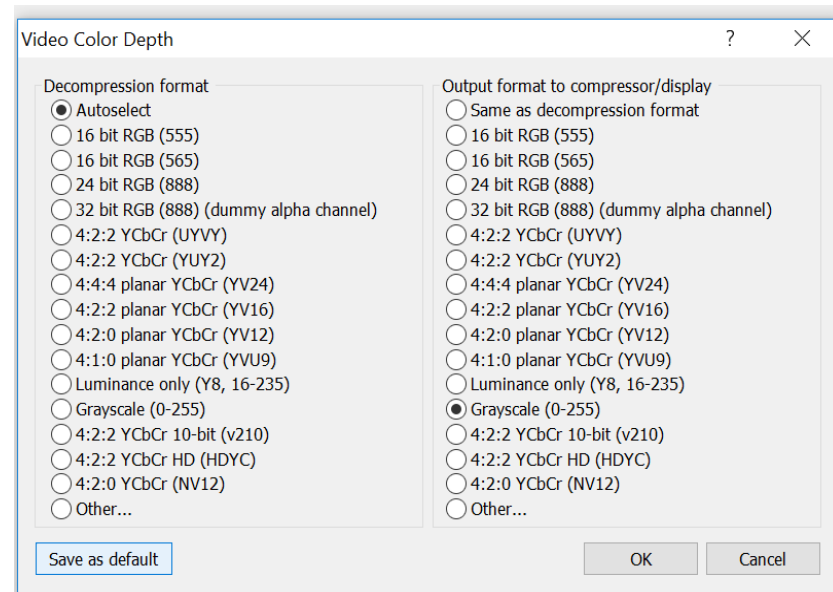 Video Color Depth
?
Decompression format
Autoselect
16 bit RGB (555)
16 bit RGB (565)
24 bit RGB (888)
32 bit RGB (888) (dummy alpha channel)
4:2:2 YCbCr (UYVY)
4:2:2 YCbCr (YUY2)
4:4:4 planar YCbCr (YV24)
4:2:2 planar YCbCr (YV16)
4:2:0 planar YCbCr (YV12)
4:1:0 planar YCbCr (YVU9)
Luminance only (Y8, 16-235)
Grayscale (0-255)
4:2:2 YCbCr 10-bit (v210)
4:2:2 YCbCr HD (HDYC)
4:2:0 YCbCr (NV12)
Other...
Output format to compressor/display
Same as decompression format
16 bit RGB (555)
16 bit RGB (565)
24 bit RGB (888)
32 bit RGB (888) (dummy alpha channel)
4:2:2 YCbCr (UYVY)
4:2:2 YCbCr (YUY2)
4:4:4 planar YCbCr (YV24)
4:2:2 planar YCbCr (YV16)
4:2:0 planar YCbCr (YV12)
4:1:0 planar YCbCr (YVU9)
Luminance only (Y8, 16-235)
Grayscale (0-255)
4:2:2 YCbCr 10-bit (v210)
4:2:2 YCbCr HD (HDYC)
4:2:0 YCbCr (NV12)
Other...
Save as default
OK
Cancel